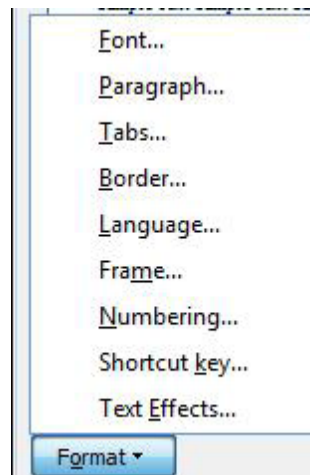 Font...
Paragraph...
Tabs...
Border...
Language...
Frame...
Numbering...
Shortcut key...
Text Effects...
Format